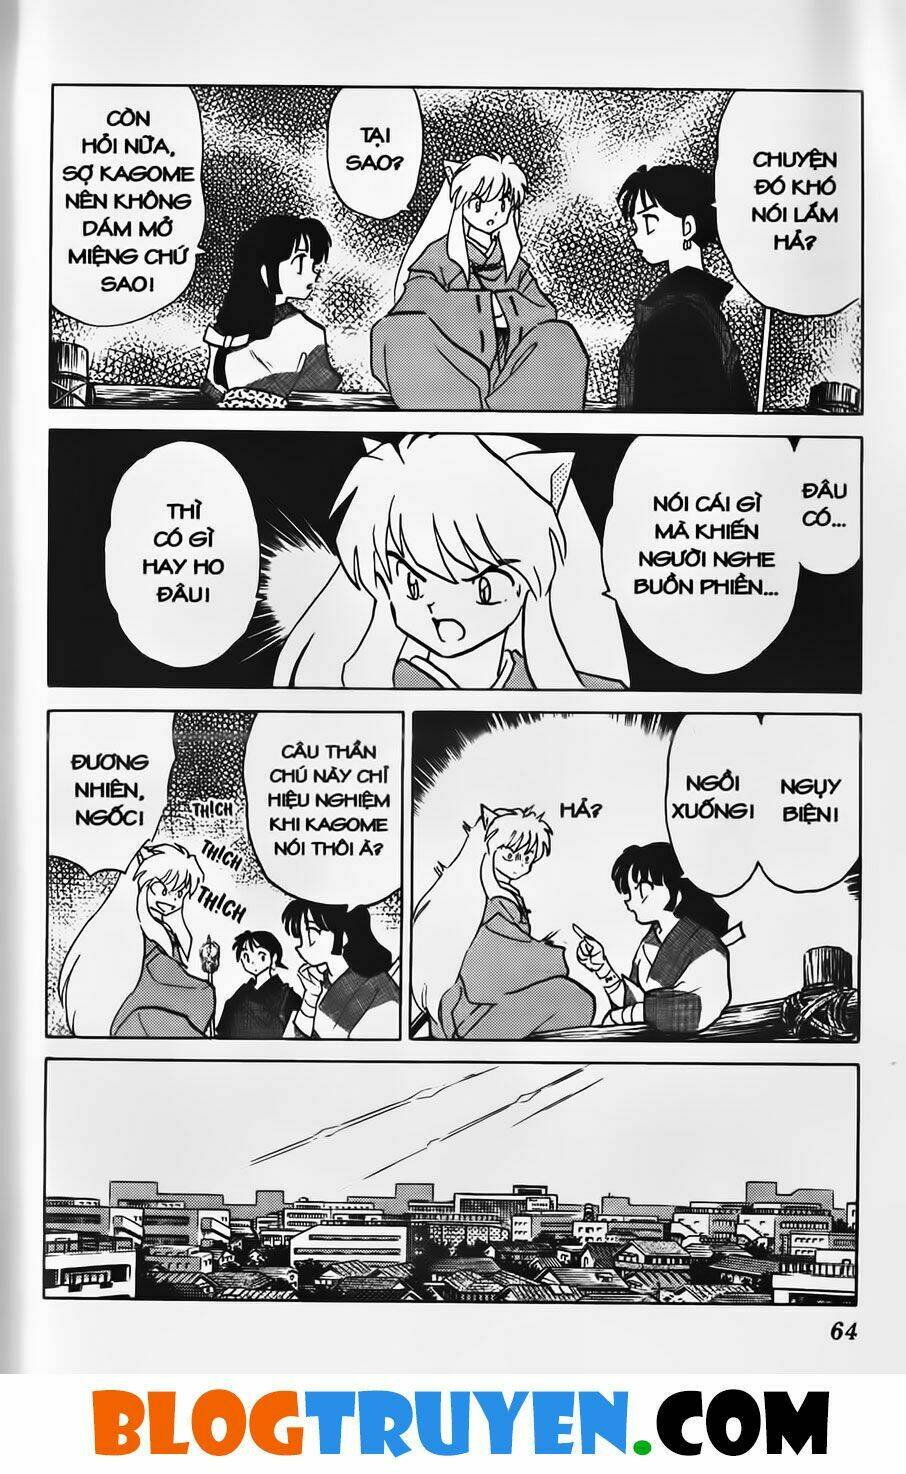 CHUYỆN
ĐÓ KHÓ
NÓI LẮM
HẢ?
TẠI
SAO?
CÒN
HỎI NỮA,
SỢ KAGOME
NÊN KHÔNG
DÁM MỞ
MIỆNG CHỨ
SAO!
ĐÂU
CÓ...
NÓI CÁI GÌ
MÀ KHIẾN
NGƯỜI NGHE
BUỒN PHIỀN...
THÌ
CÓ GÌ
HAY HO
ĐÂU!
NGỤY
BIỆN!
NGỒI
XUỐNG!
HẢ?
CÂU THẦN
CHÚ NÀY CHỈ
HIỆU NGHIỆM
KHI KAGOME
NÓI THÔI À?
THỊCH
THỊCH
THỊCH
ĐƯƠNG
NHIÊN,
NGỐC!
64
BLOGTRUYEN.COM